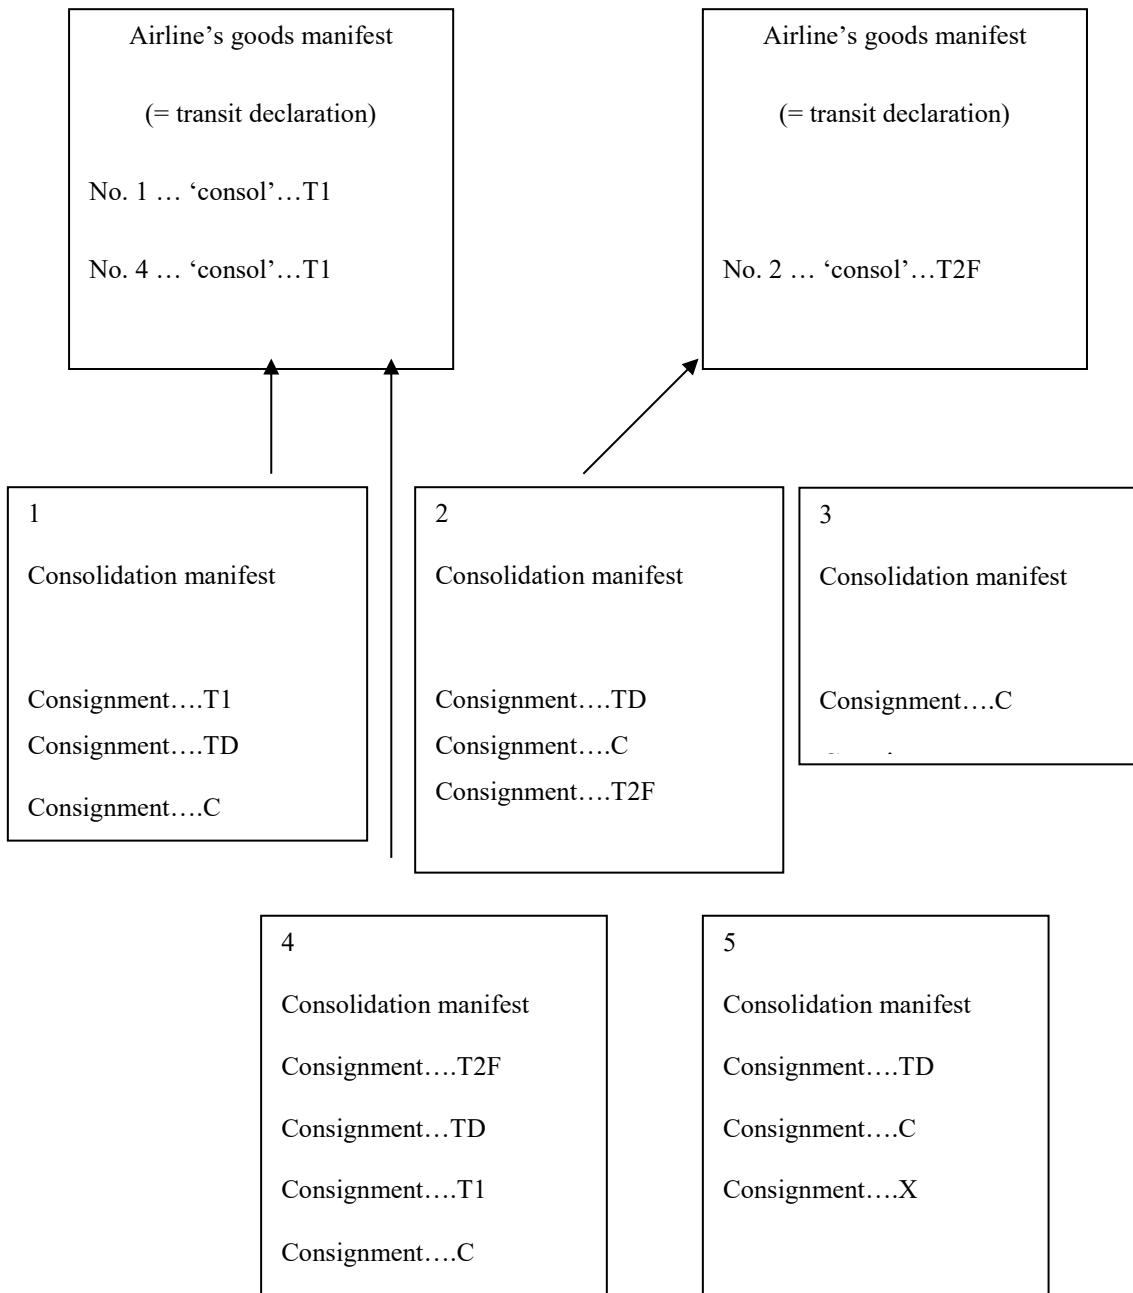 Airline’s goods manifest
(= transit declaration)
No. 1 … ‘consol’…T1
No. 4 … ‘consol’…T1
Airline’s goods manifest
(= transit declaration)
No. 2 … ‘consol’…T2F
1
Consolidation manifest
Consignment….T1
Consignment….TD
Consignment….C
2
Consolidation manifest
Consignment….TD
Consignment….C
Consignment….T2F
3
Consolidation manifest
Consignment….C
4
Consolidation manifest
Consignment….T2F
Consignment…TD
Consignment….T1
Consignment….C
5
Consolidation manifest
Consignment….TD
Consignment….C
Consignment….X